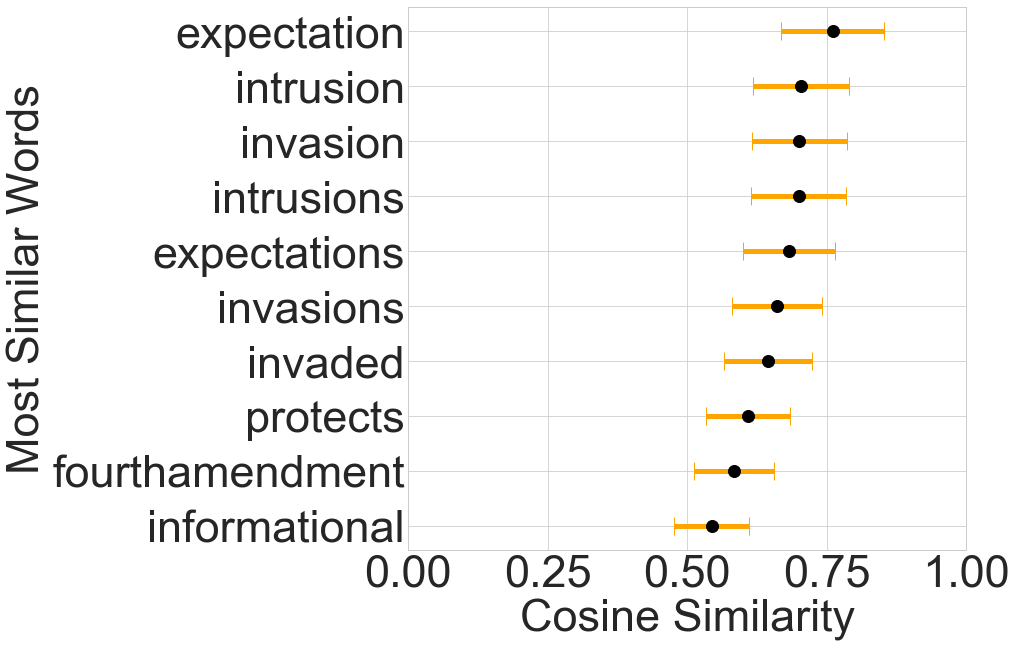 Most Similar Words
expectation
intrusion
invasion
intrusions
expectations
invasions
invaded
protects
fourthamendment
informational
0.00 0.25 0.50 0.75 1.00
Cosine Similarity